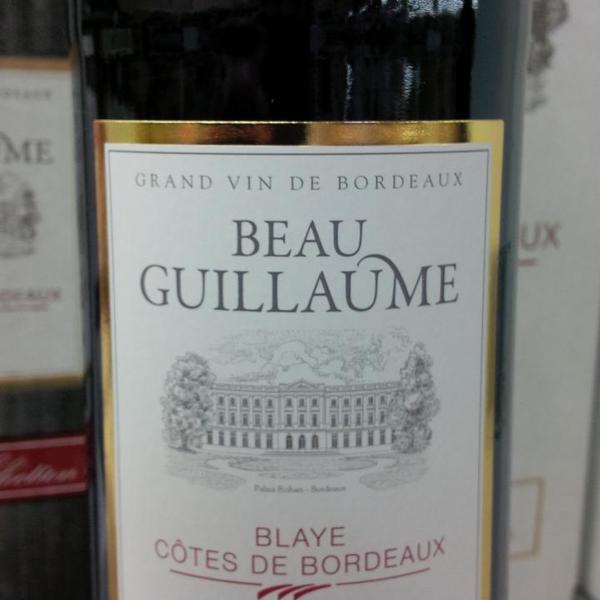 GRAND VIN DE BORDEAUX
BEAU
GUILLAUME
Palais Rohan - Bordeaux
BLAYE
CÔTES DE BORDEAUX